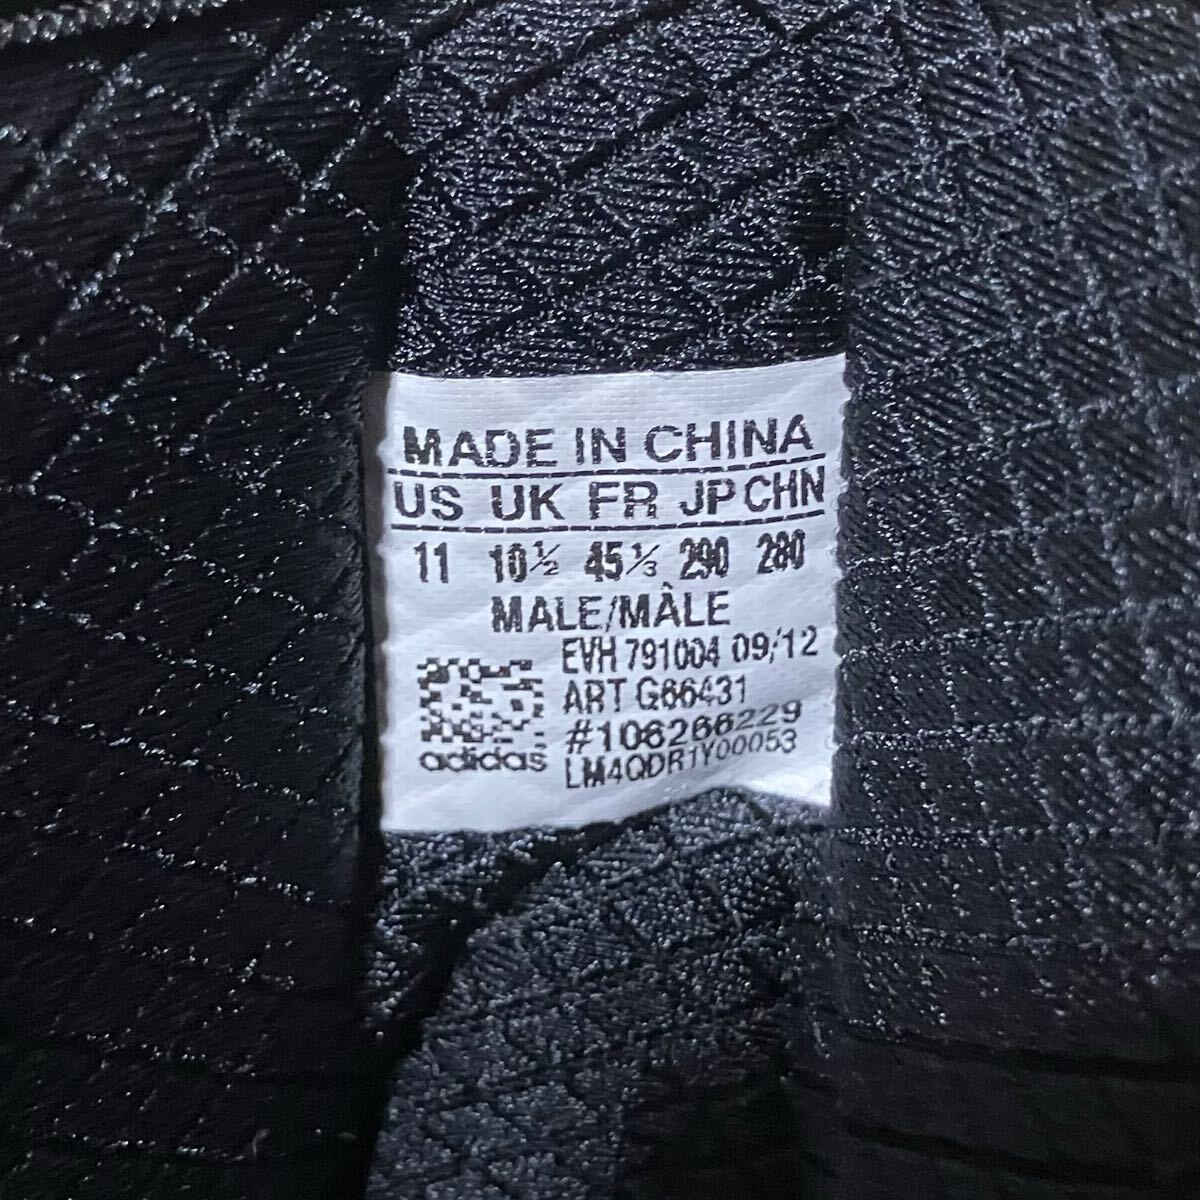 MADE IN CHINA
US UK FR JP CHN
11 10½ 45⅓ 290 280
MALE/MÂLE
EVH 791004 09/12
ART G66431
#106266229
LM4QDR1Y00053
adidas